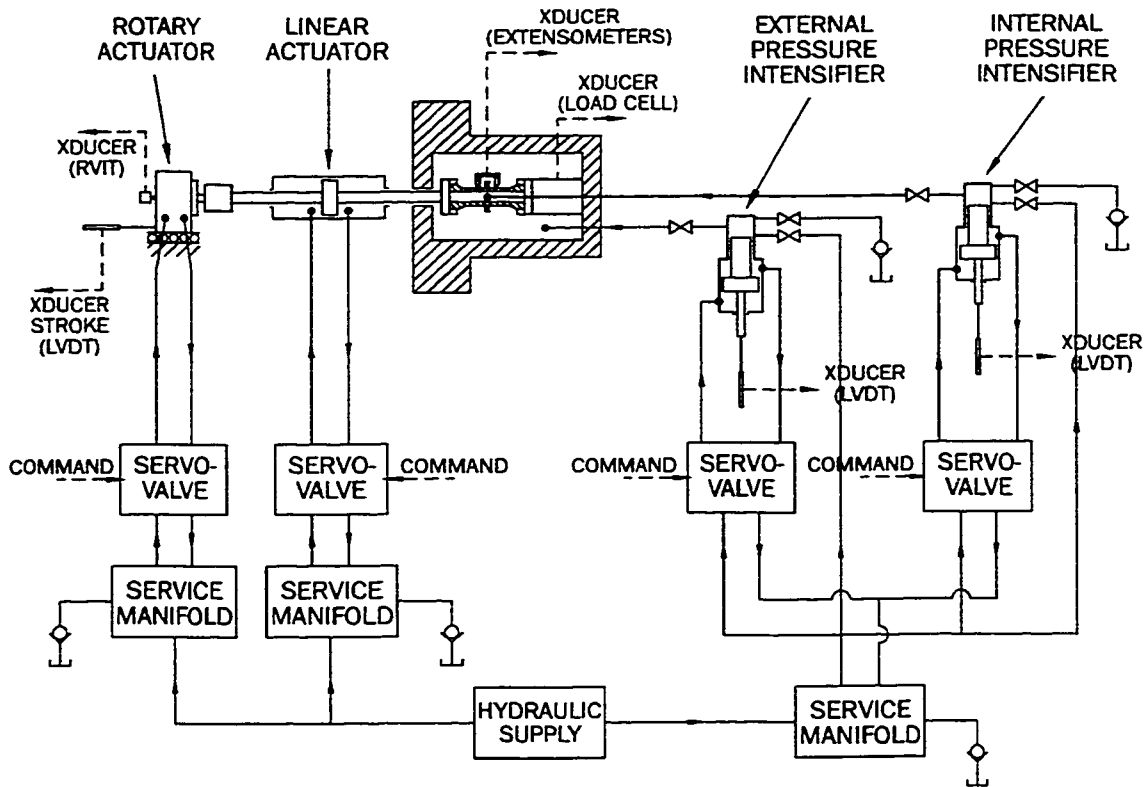 ROTARY
ACTUATOR
LINEAR
ACTUATOR
XDUCER
(EXTENSOMETERS)
XDUCER
(LOAD CELL)
EXTERNAL
PRESSURE
INTENSIFIER
INTERNAL
PRESSURE
INTENSIFIER
XDUCER
(RVIT)
XDUCER
STROKE
(LVDT)
XDUCER
(LVDT)
XDUCER
(LVDT)
COMMAND
SERVO-
VALVE
SERVO-
VALVE
COMMAND
COMMAND
SERVO-
VALVE
COMMAND
SERVO-
VALVE
SERVICE
MANIFOLD
SERVICE
MANIFOLD
HYDRAULIC
SUPPLY
SERVICE
MANIFOLD